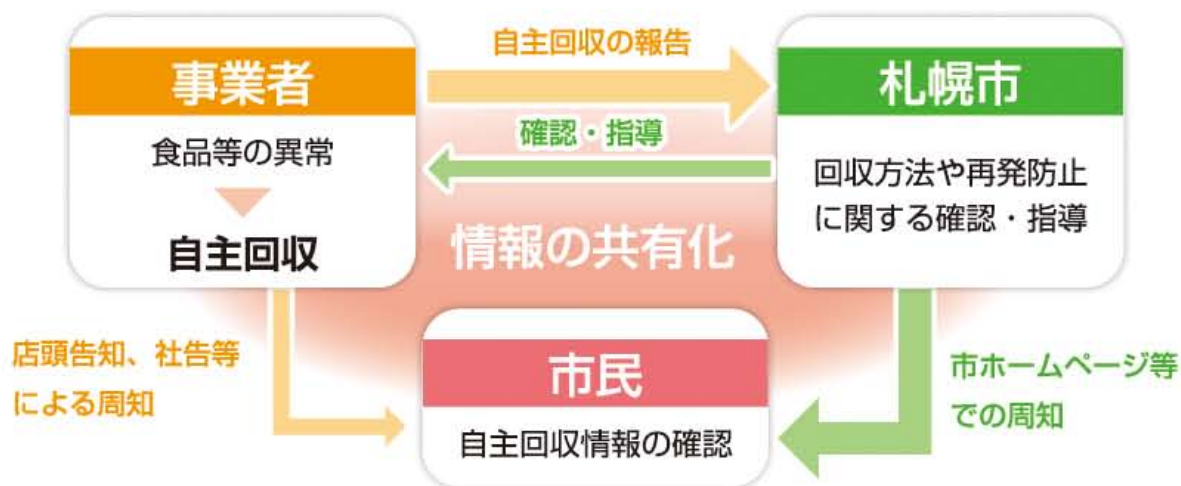 自主回収の報告
事業者
札幌市
確認・指導
食品等の異常
自主回収
回収方法や再発防止
に関する確認・指導
情報の共有化
店頭告知、社告等
による周知
市民
自主回収情報の確認
市ホームページ等
での周知